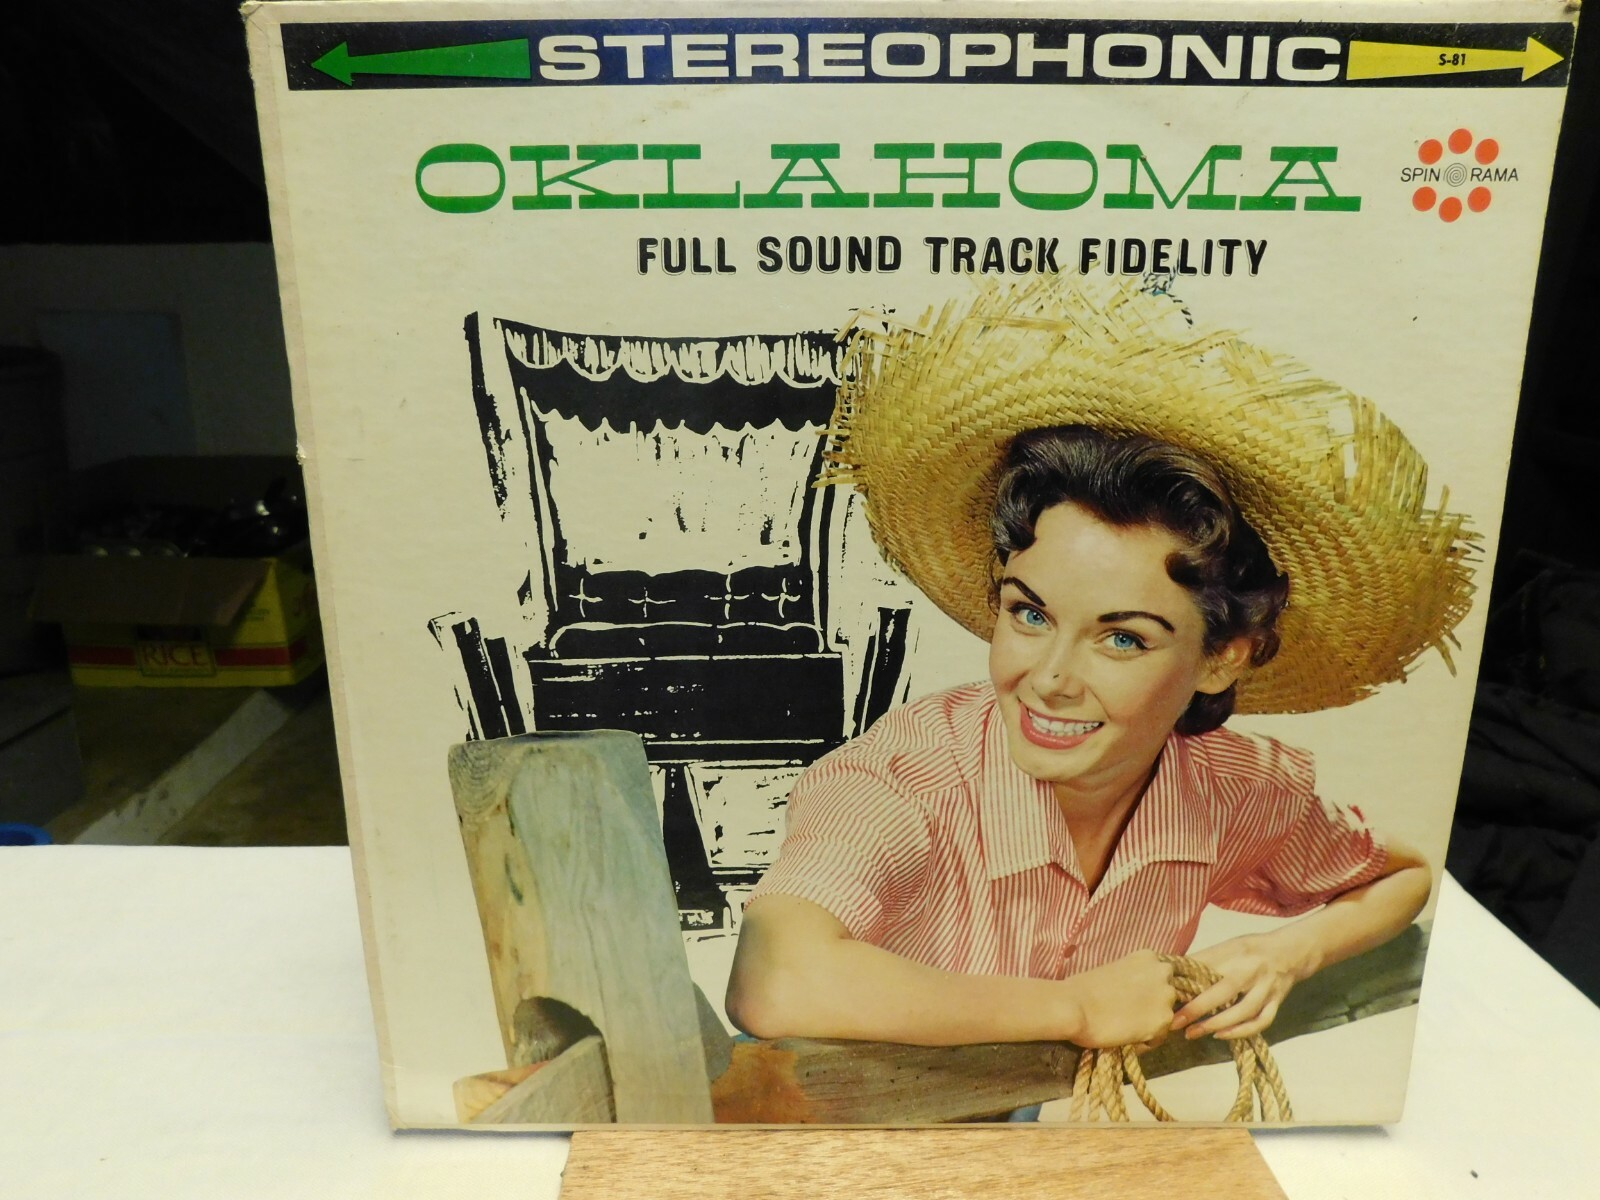 STEREOPHONIC
S-81
OKLAHOMA
SPIN O RAMA
FULL SOUND TRACK FIDELITY
RICE